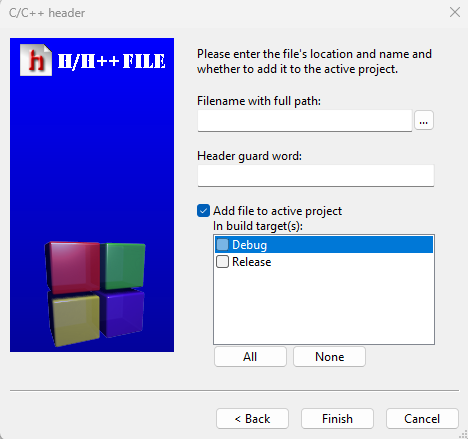 C/C++ header
h H/H++ FILE
Please enter the file's location and name and
whether to add it to the active project.
Filename with full path:
...
Header guard word:
Add file to active project
In build target(s):
Debug
Release
All None
< Back Finish Cancel